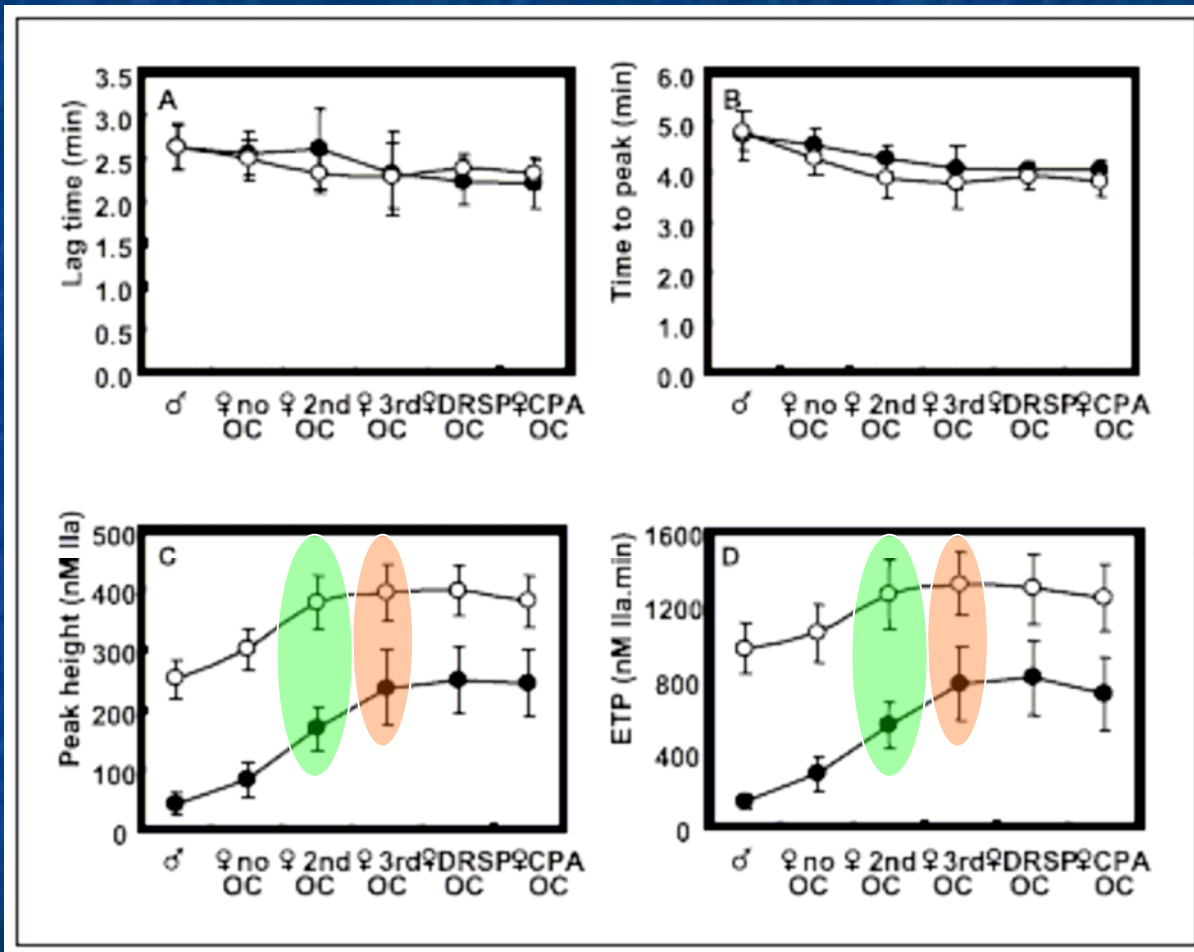 A
Lag time (min)
3.5
3.0
2.5
2.0
1.5
1.0
0.5
0.0
♂ ♀ no ♀ 2nd ♀ 3rd ♀DRSP ♀CPA
OC OC OC OC OC
B
Time to peak (min)
6.0
5.0
4.0
3.0
2.0
1.0
0.0
♂ ♀ no ♀ 2nd ♀ 3rd ♀DRSP ♀CPA
OC OC OC OC OC
C
Peak height (nM IIa)
500
400
300
200
100
0
♂ ♀ no ♀ 2nd ♀ 3rd ♀DRSP ♀CPA
OC OC OC OC OC
D
ETP (nM IIa.min)
1600
1200
800
400
0
♂ ♀ no ♀ 2nd ♀ 3rd ♀DRSP ♀CPA
OC OC OC OC OC